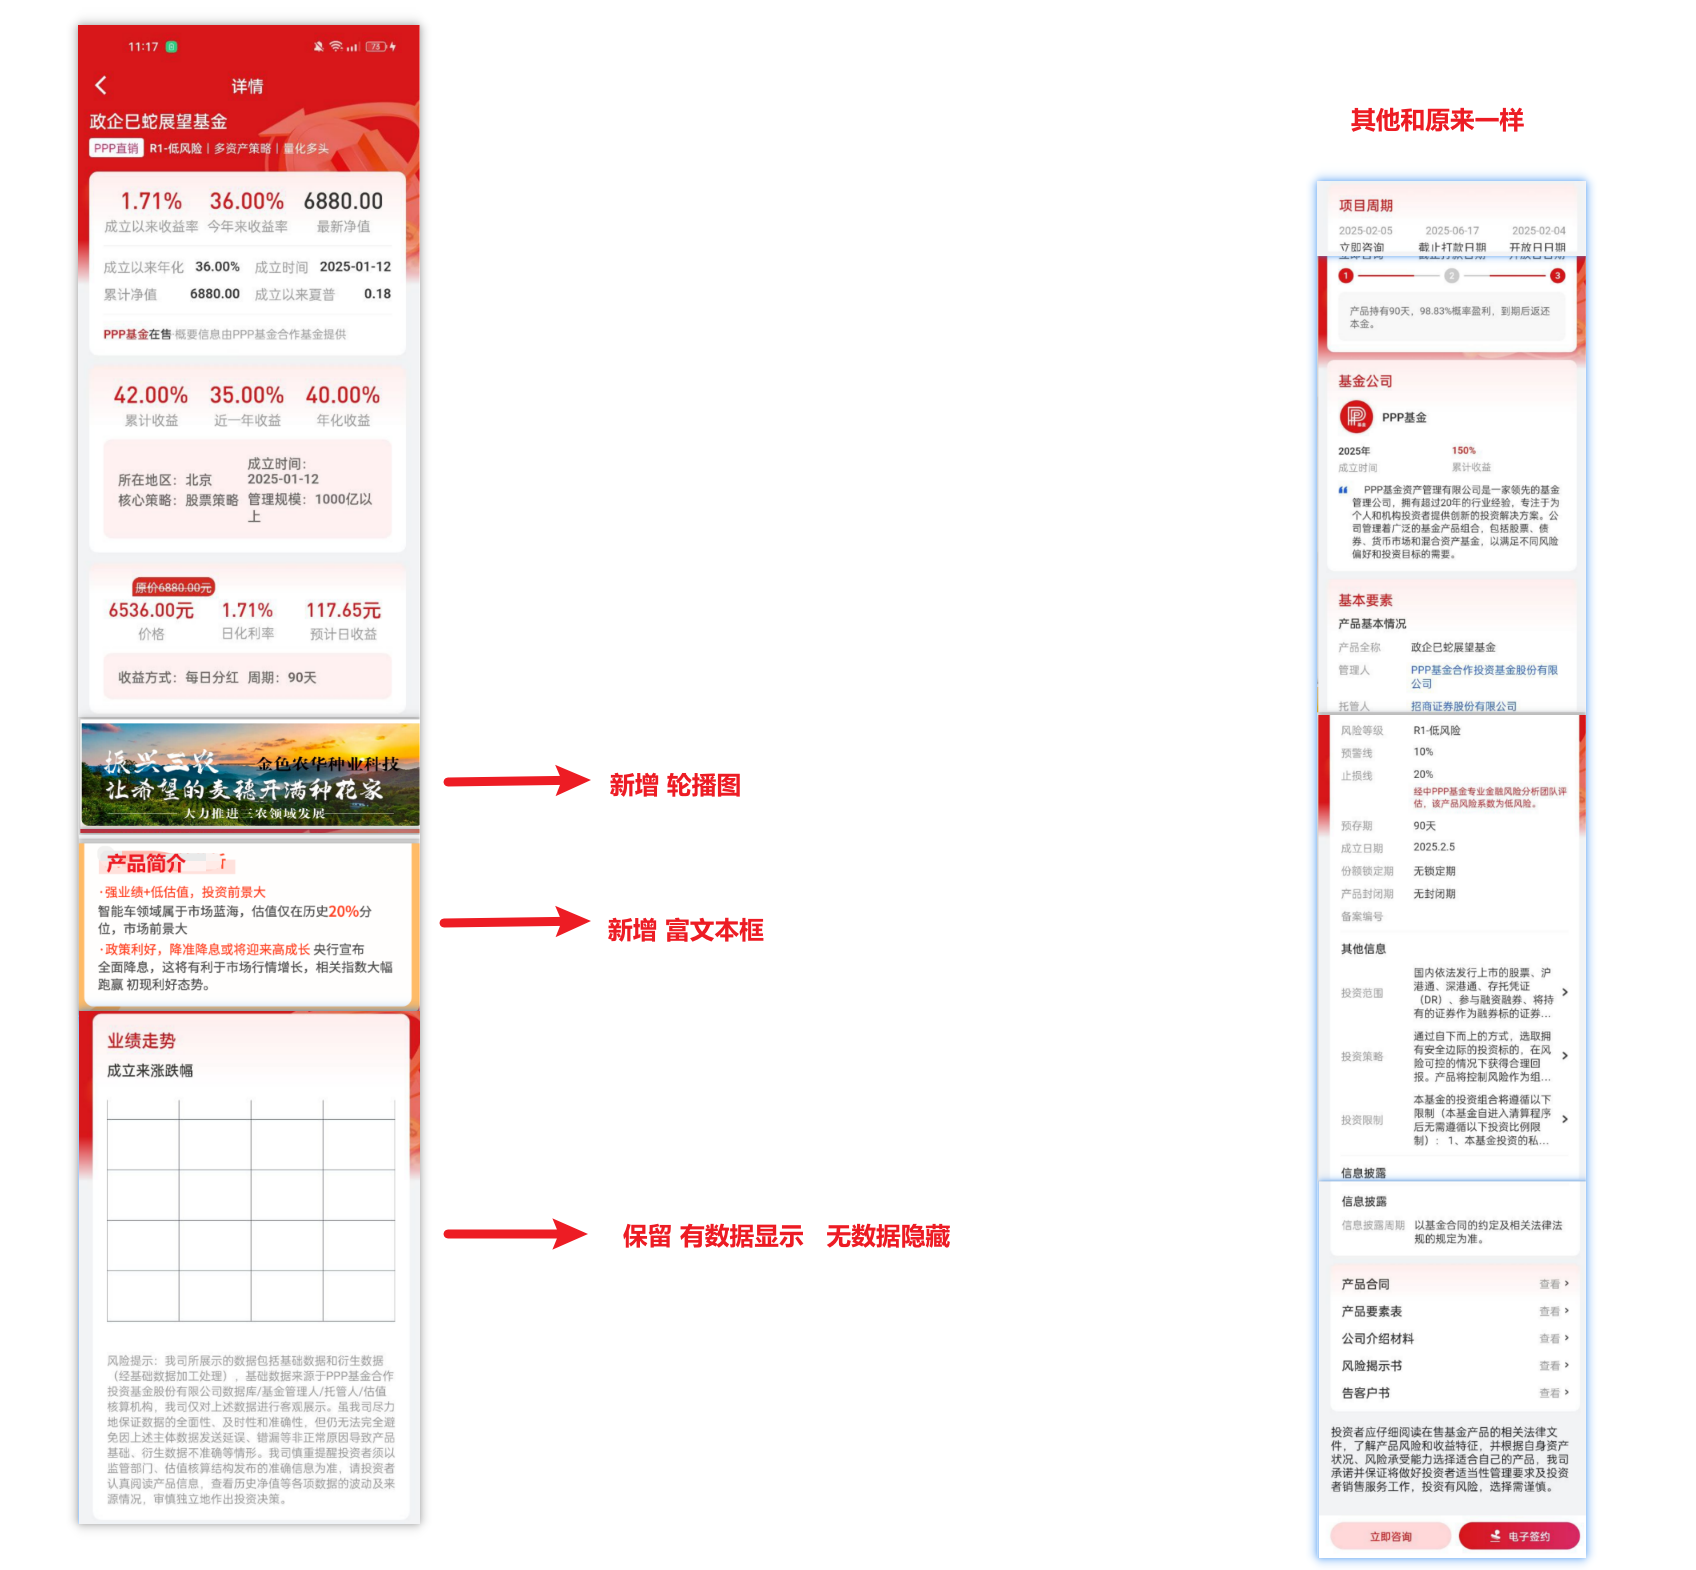 11:17
73
详情
政企巳蛇展望基金
PPP直销 R1-低风险 | 多资产策略 | 量化多头
1.71% 36.00% 6880.00
成立以来收益率 今年来收益率 最新净值
成立以来年化 36.00% 成立时间 2025-01-12
累计净值 6880.00 成立以来夏普 0.18
PPP基金在售·概要信息由PPP基金合作基金提供
42.00% 35.00% 40.00%
累计收益 近一年收益 年化收益
所在地区：北京 成立时间：2025-01-12
核心策略：股票策略 管理规模：1000亿以上
原价6880.00元
6536.00元 1.71% 117.65元
价格 日化利率 预计日收益
收益方式：每日分红 周期：90天
振兴三农 金色农华种业科技
让希望的麦穗开满种花家
大力推进三农领域发展
新增 轮播图
产品简介
·强业绩+低估值，投资前景大
智能车领域属于市场蓝海，估值仅在历史20%分
位，市场前景大
·政策利好，降准降息或将迎来高成长 央行宣布
全面降息，这将有利于市场行情增长，相关指数大幅
跑赢 初现利好态势。
新增 富文本框
业绩走势
成立来涨跌幅
保留 有数据显示 无数据隐藏
风险提示：我司所展示的数据包括基础数据和衍生数据
（经基础数据加工处理），基础数据来源于PPP基金合作
投资基金股份有限公司数据库/基金管理人/托管人/估值
核算机构，我司仅对上述数据进行客观展示。虽我司尽力
地保证数据的全面性、及时性和准确性，但仍无法完全避
免因上述主体数据发送延误、错漏等非正常原因导致产品
基础、衍生数据不准确等情形。我司慎重提醒投资者须以
监管部门、估值核算结构发布的准确信息为准，请投资者
认真阅读产品信息，查看历史净值等各项数据的波动及来
源情况，审慎独立地作出投资决策。
其他和原来一样
项目周期
2025-02-05 2025-06-17 2025-02-04
立即咨询 截止打款日期 开放日日期
1 2 3
产品持有90天，98.83%概率盈利，到期后返还
本金。
基金公司
PPP基金
2025年 150%
成立时间 累计收益
PPP基金资产管理有限公司是一家领先的基金
管理公司，拥有超过20年的行业经验，专注于为
个人和机构投资者提供创新的投资解决方案。公
司管理着广泛的基金产品组合，包括股票、债
券、货币市场和混合资产基金，以满足不同风险
偏好和投资目标的需要。
基本要素
产品基本情况
产品全称 政企巳蛇展望基金
管理人 PPP基金合作投资基金股份有限
公司
托管人 招商证券股份有限公司
风险等级 R1-低风险
预警线 10%
止损线 20%
经中PPP基金专业金融风险分析团队评
估，该产品风险系数为低风险。
预存期 90天
成立日期 2025.2.5
份额锁定期 无锁定期
产品封闭期 无封闭期
备案编号
其他信息
投资范围 国内依法发行上市的股票、沪
港通、深港通、存托凭证
（DR）、参与融资融券、将持
有的证券作为融券标的证券...
投资策略 通过自下而上的方式，选取拥
有安全边际的投资标的，在风
险可控的情况下获得合理回
报。产品将控制风险作为组...
投资限制 本基金的投资组合将遵循以下
限制（本基金自进入清算程序
后无需遵循以下投资比例限
制）：1、本基金投资的私...
信息披露
信息披露
信息披露周期 以基金合同的约定及相关法律法
规的规定为准。
产品合同 查看
产品要素表 查看
公司介绍材料 查看
风险揭示书 查看
告客户书 查看
投资者应仔细阅读在售基金产品的相关法律文
件，了解产品风险和收益特征，并根据自身资产
状况、风险承受能力选择适合自己的产品，我司
承诺并保证将做好投资者适当性管理要求及投资
者销售服务工作，投资有风险，选择需谨慎。
立即咨询 电子签约